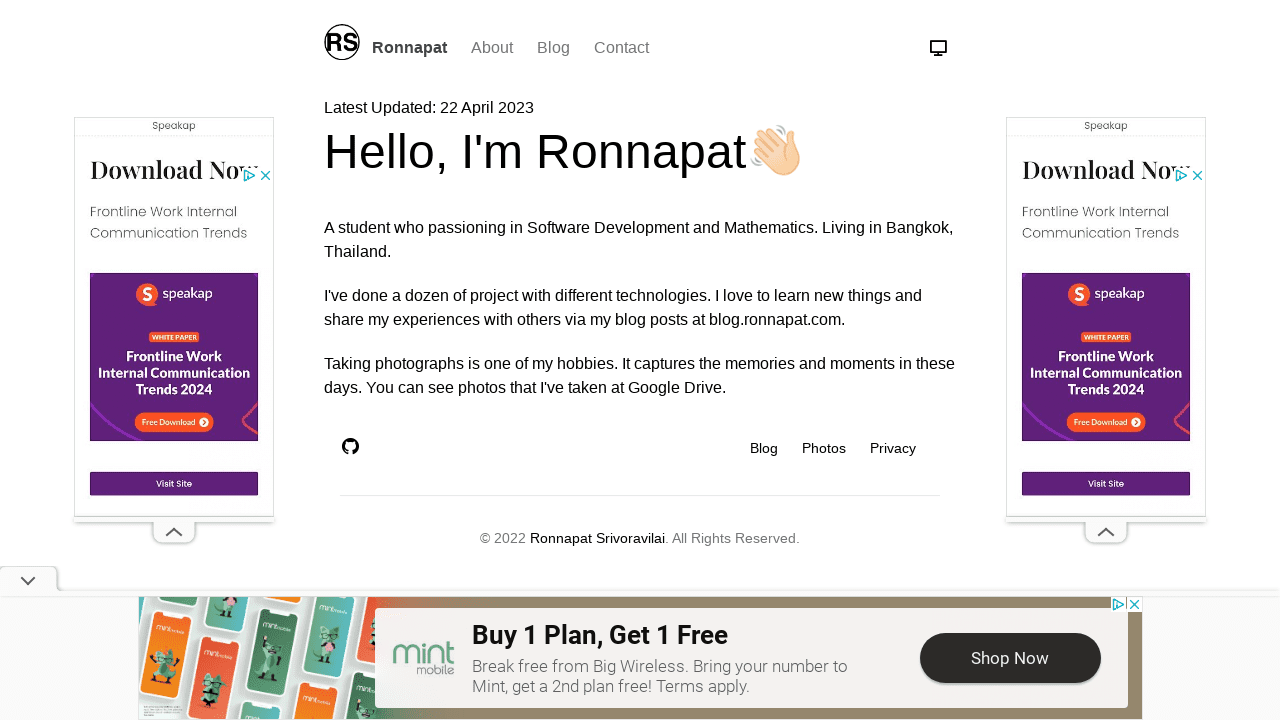 RS Ronnapat About Blog Contact
Latest Updated: 22 April 2023
Hello, I'm Ronnapat
A student who passioning in Software Development and Mathematics. Living in Bangkok,
Thailand.
I've done a dozen of project with different technologies. I love to learn new things and
share my experiences with others via my blog posts at blog.ronnapat.com.
Taking photographs is one of my hobbies. It captures the memories and moments in these
days. You can see photos that I've taken at Google Drive.
Blog Photos Privacy
© 2022 Ronnapat Srivoravilai. All Rights Reserved.
Speakap
Download Now
Frontline Work Internal
Communication Trends
speakap
WHITE PAPER
Frontline Work
Internal Communication
Trends 2024
Free Download
Visit Site
Speakap
Download Now
Frontline Work Internal
Communication Trends
speakap
WHITE PAPER
Frontline Work
Internal Communication
Trends 2024
Free Download
Visit Site
mint
mobile
Buy 1 Plan, Get 1 Free
Break free from Big Wireless. Bring your number to
Mint, get a 2nd plan free! Terms apply.
Shop Now